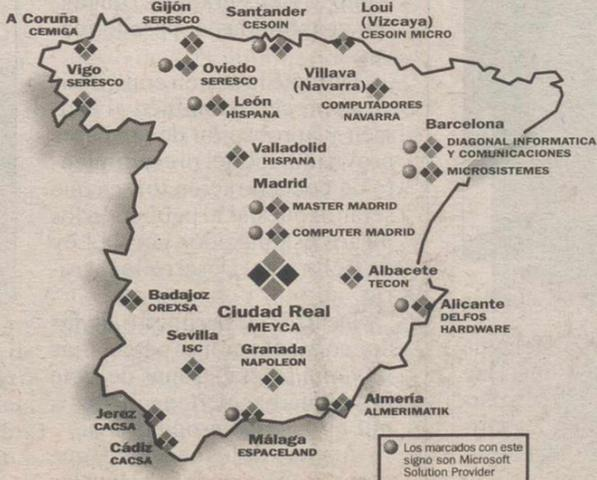 A Coruña
CEMIGA
Gijón
SERESCO
Santander
CESOIN
Loui
(Vizcaya)
CESOIN MICRO
Vigo
SERESCO
Oviedo
SERESCO
Villava
(Navarra)
COMPUTADORES
NAVARRA
León
HISPANA
Barcelona
DIAGONAL INFORMATICA
Y COMUNICACIONES
MICROSISTEMES
Valladolid
HISPANA
Madrid
MASTER MADRID
COMPUTER MADRID
Albacete
TECON
Badajoz
OREXSA
Ciudad Real
MEYCA
Alicante
DELFOS
HARDWARE
Sevilla
ISC
Granada
NAPOLEON
Jerez
CACSA
Almería
ALMERIMATIK
Cádiz
CACSA
Málaga
ESPACELAND
Los marcados con este
signo son Microsoft
Solution Provider